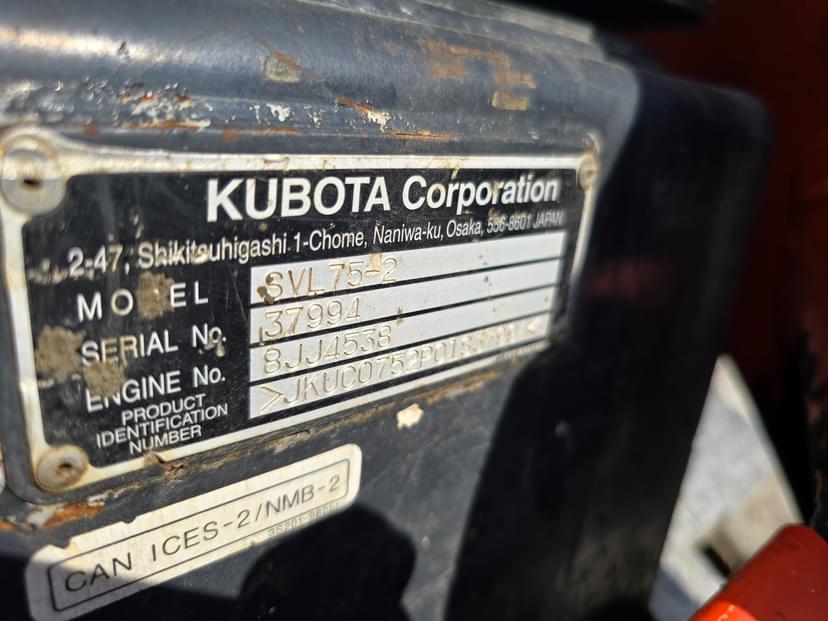 KUBOTA Corporation
2-47, Shikitsuhigashi 1-Chome, Naniwa-ku, Osaka, 556-8601 JAPAN
MODEL SVL75-2
SERIAL No. 37994
ENGINE No. 8JJ4538
PRODUCT
IDENTIFICATION
NUMBER
CAN ICES-2/NMB-2